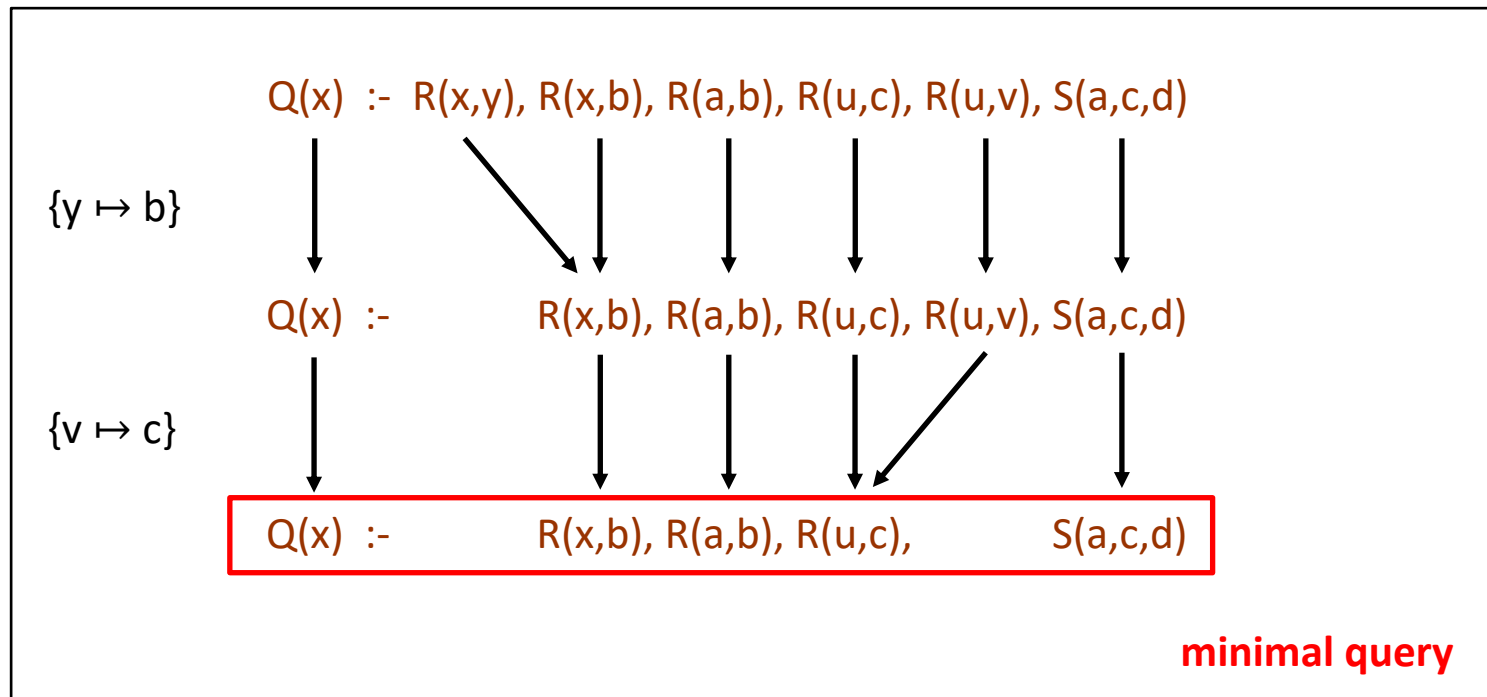 Q(x) :- R(x,y), R(x,b), R(a,b), R(u,c), R(u,v), S(a,c,d)
{y ↦ b}
Q(x) :- R(x,b), R(a,b), R(u,c), R(u,v), S(a,c,d)
{v ↦ c}
Q(x) :- R(x,b), R(a,b), R(u,c), S(a,c,d)
minimal query